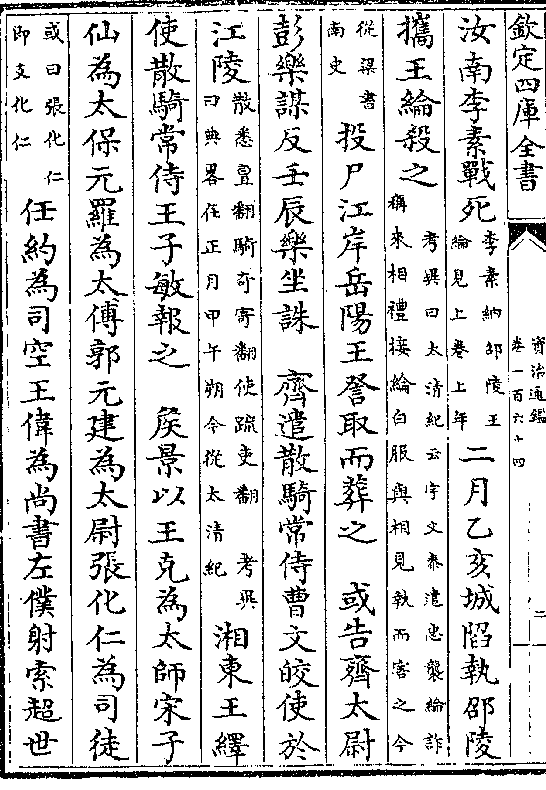 欽定四庫全書
資治通鑑
卷一百六十四
二
汝南李素戰死李素納邵陵王綸見上卷上年二月乙亥城陷執邵陵
攜王綸殺之考異曰太清紀云宇文泰遣忠襲綸詐稱來相禮接綸白服與相見執而害之今
從梁書南史投尸江岸岳陽王詧取而葬之 或告齊太尉
彭樂謀反壬辰樂坐誅 齊遣散騎常侍曹文皎使於
江陵散悉亶翻騎奇寄翻使疏吏翻 考異曰典畧在正月甲午朔今從太清紀湘東王繹
使散騎常侍王子敏報之 侯景以王克為太師宋子
仙為太保元羅為太傅郭元建為太尉張化仁為司徒
或曰張化仁即支化仁任約為司空王偉為尚書左僕射索超世